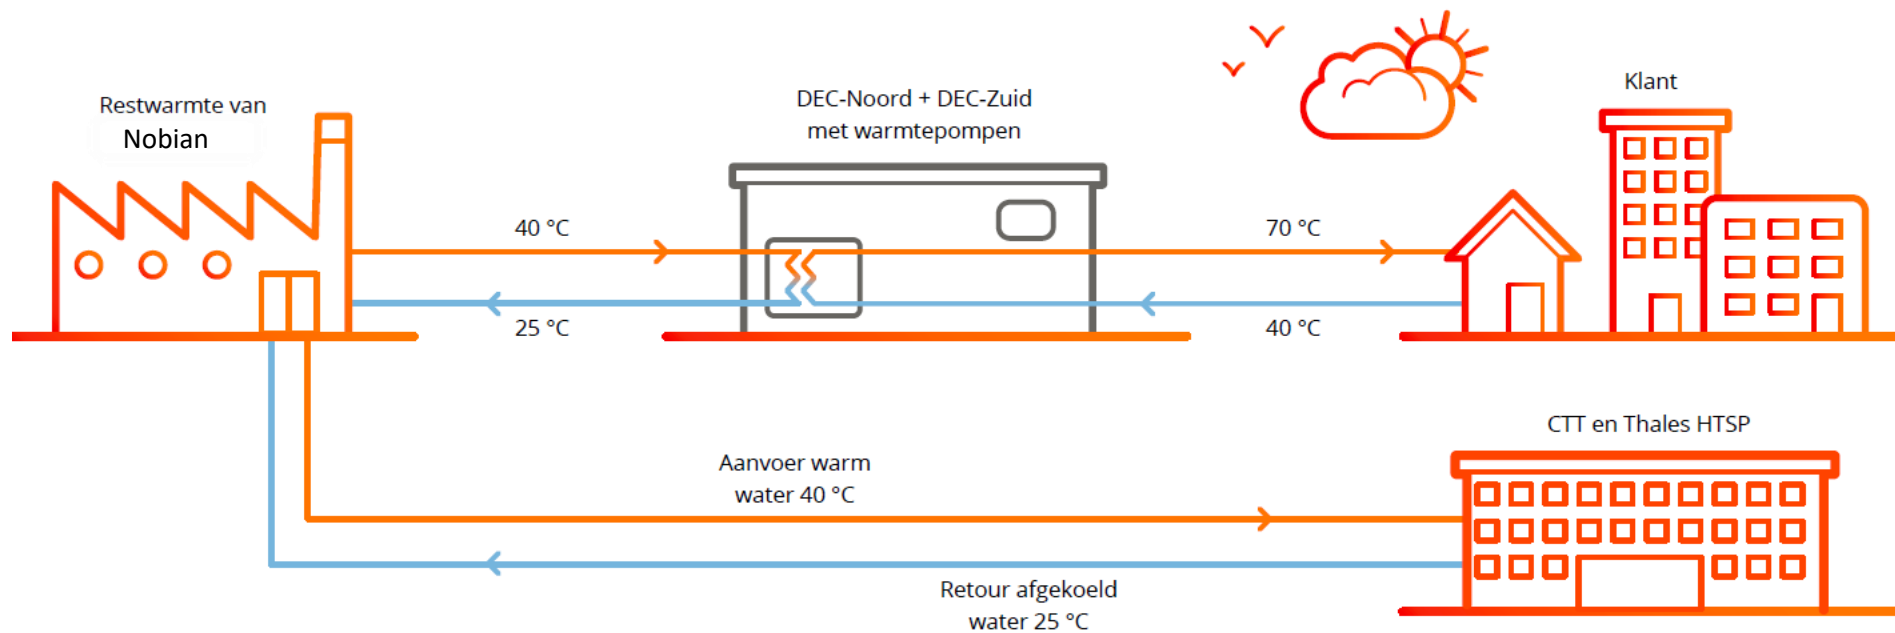 Restwarmte van
Nobian
DEC-Noord + DEC-Zuid
met warmtepompen
Klant
40 °C
70 °C
25 °C
40 °C
CTT en Thales HTSP
Aanvoer warm
water 40 °C
Retour afgekoeld
water 25 °C